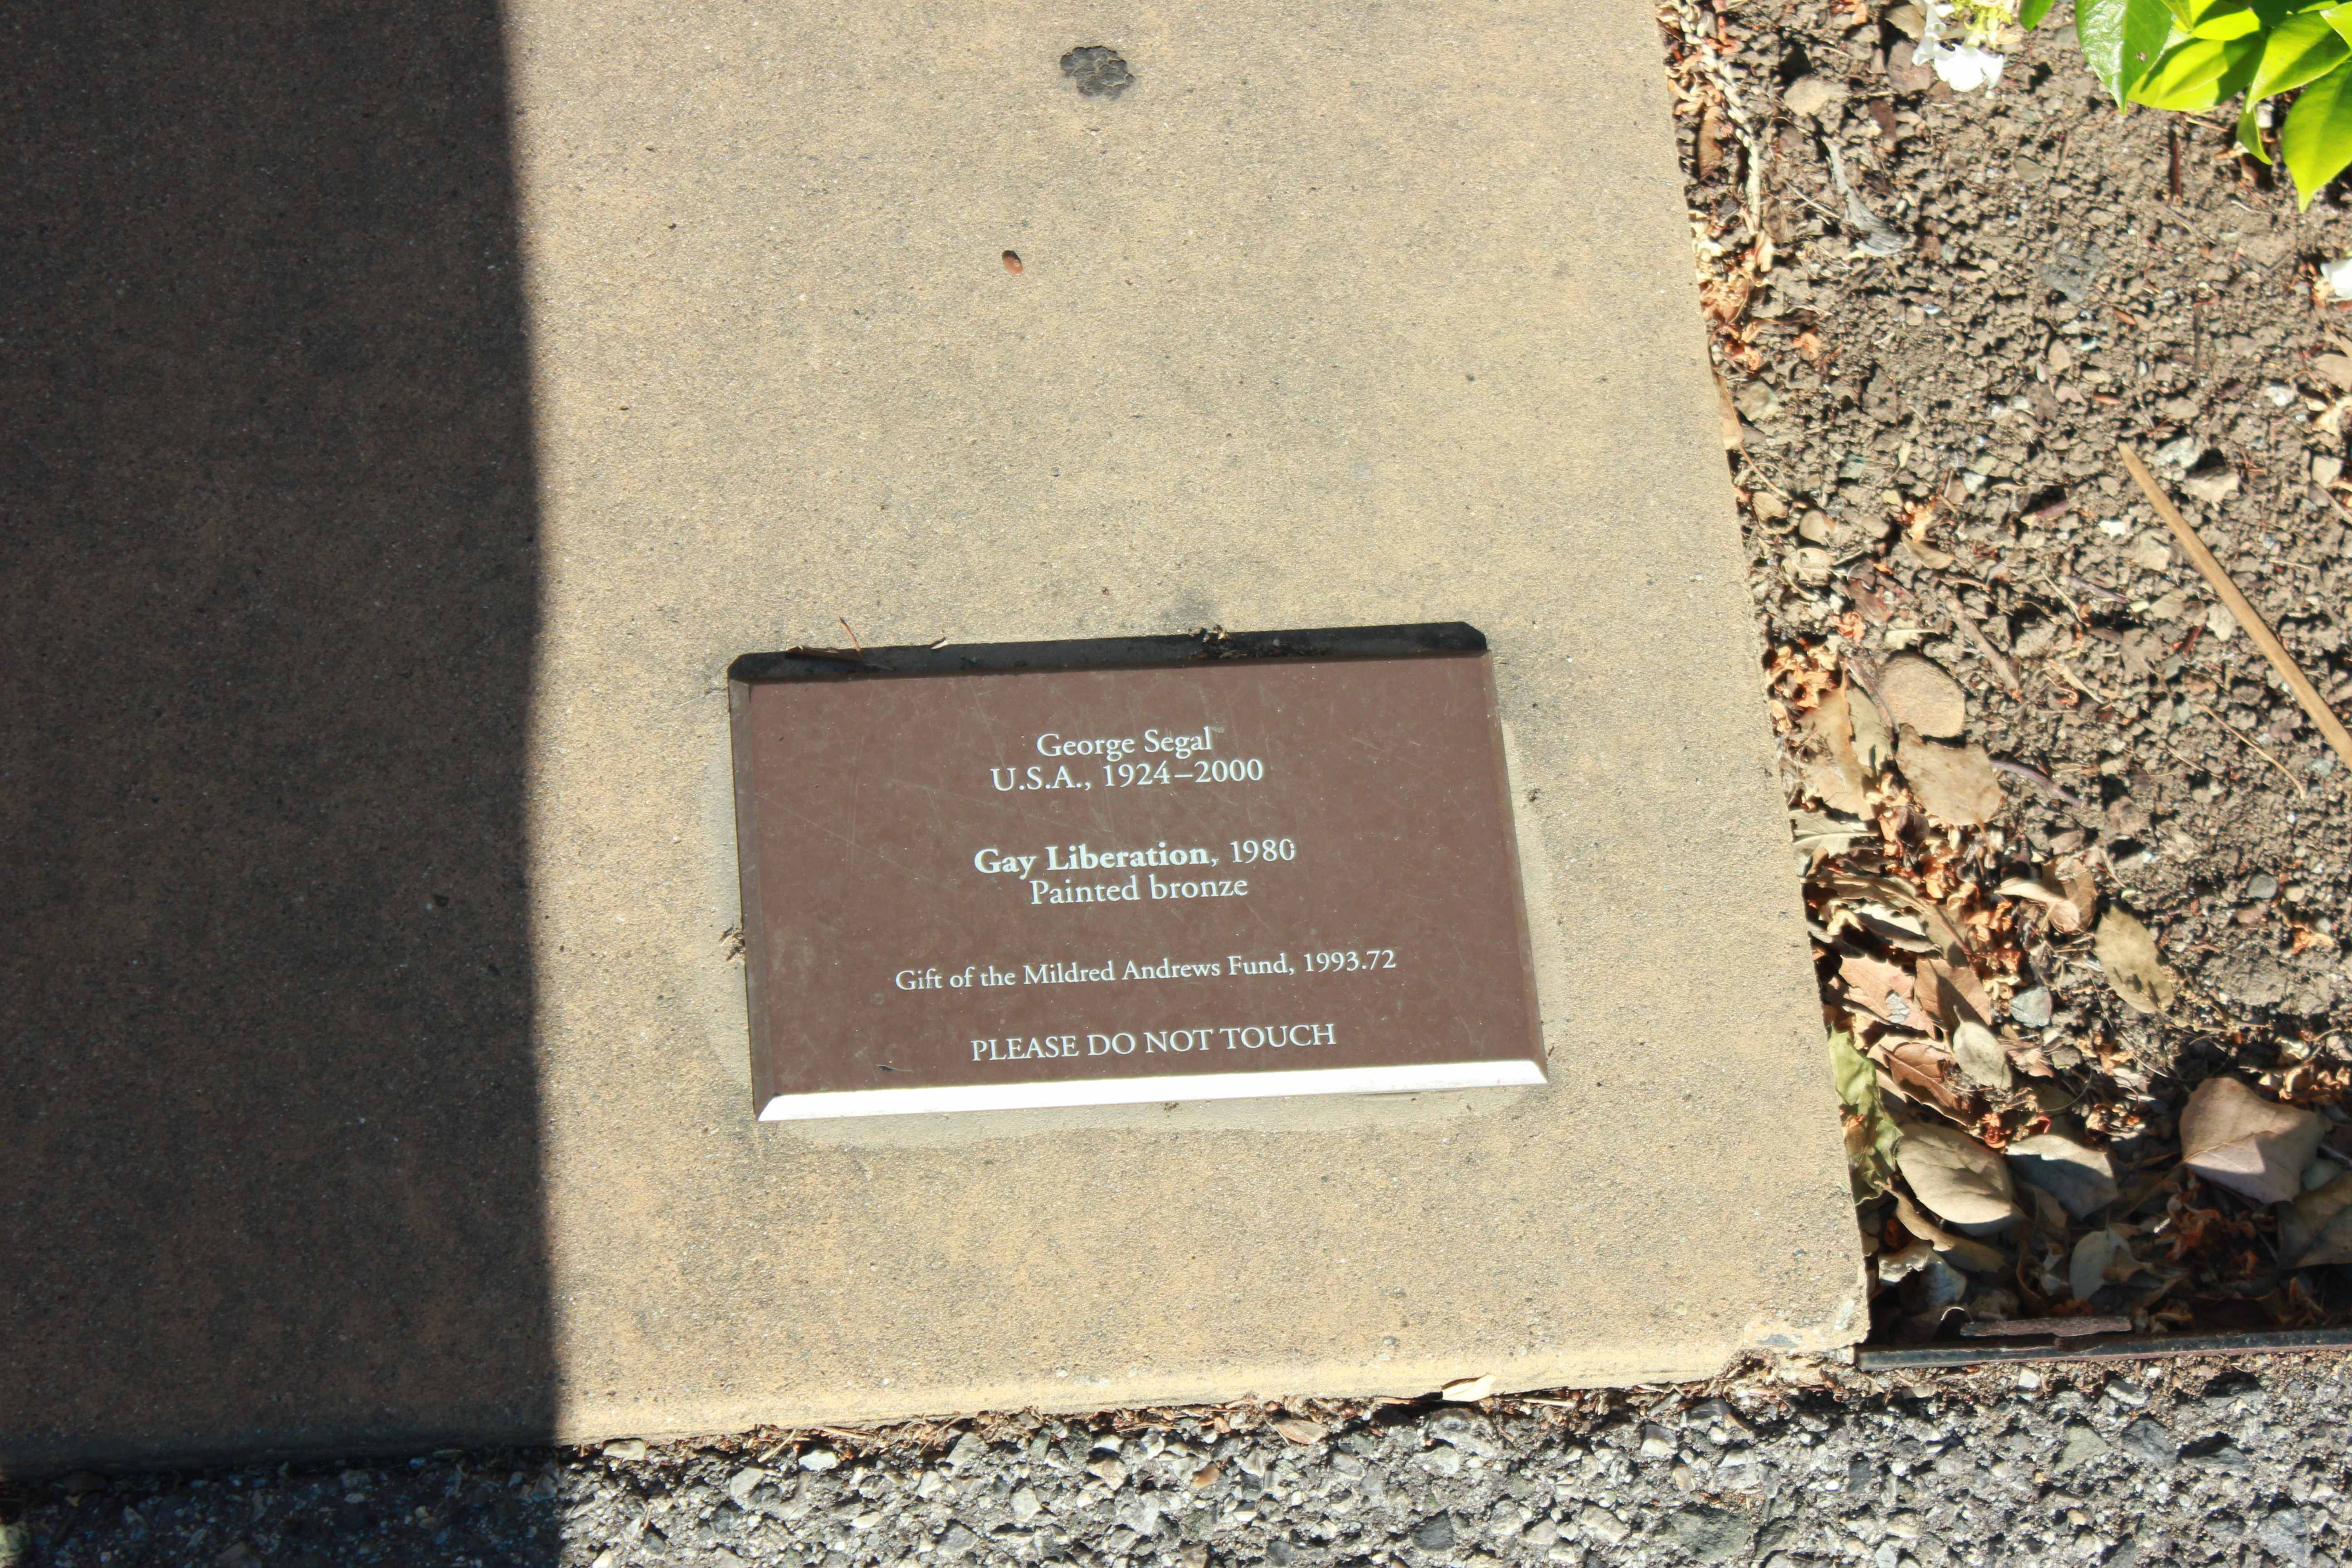 George Segal
U.S.A., 1924–2000
Gay Liberation, 1980
Painted bronze
Gift of the Mildred Andrews Fund, 1993.72
PLEASE DO NOT TOUCH